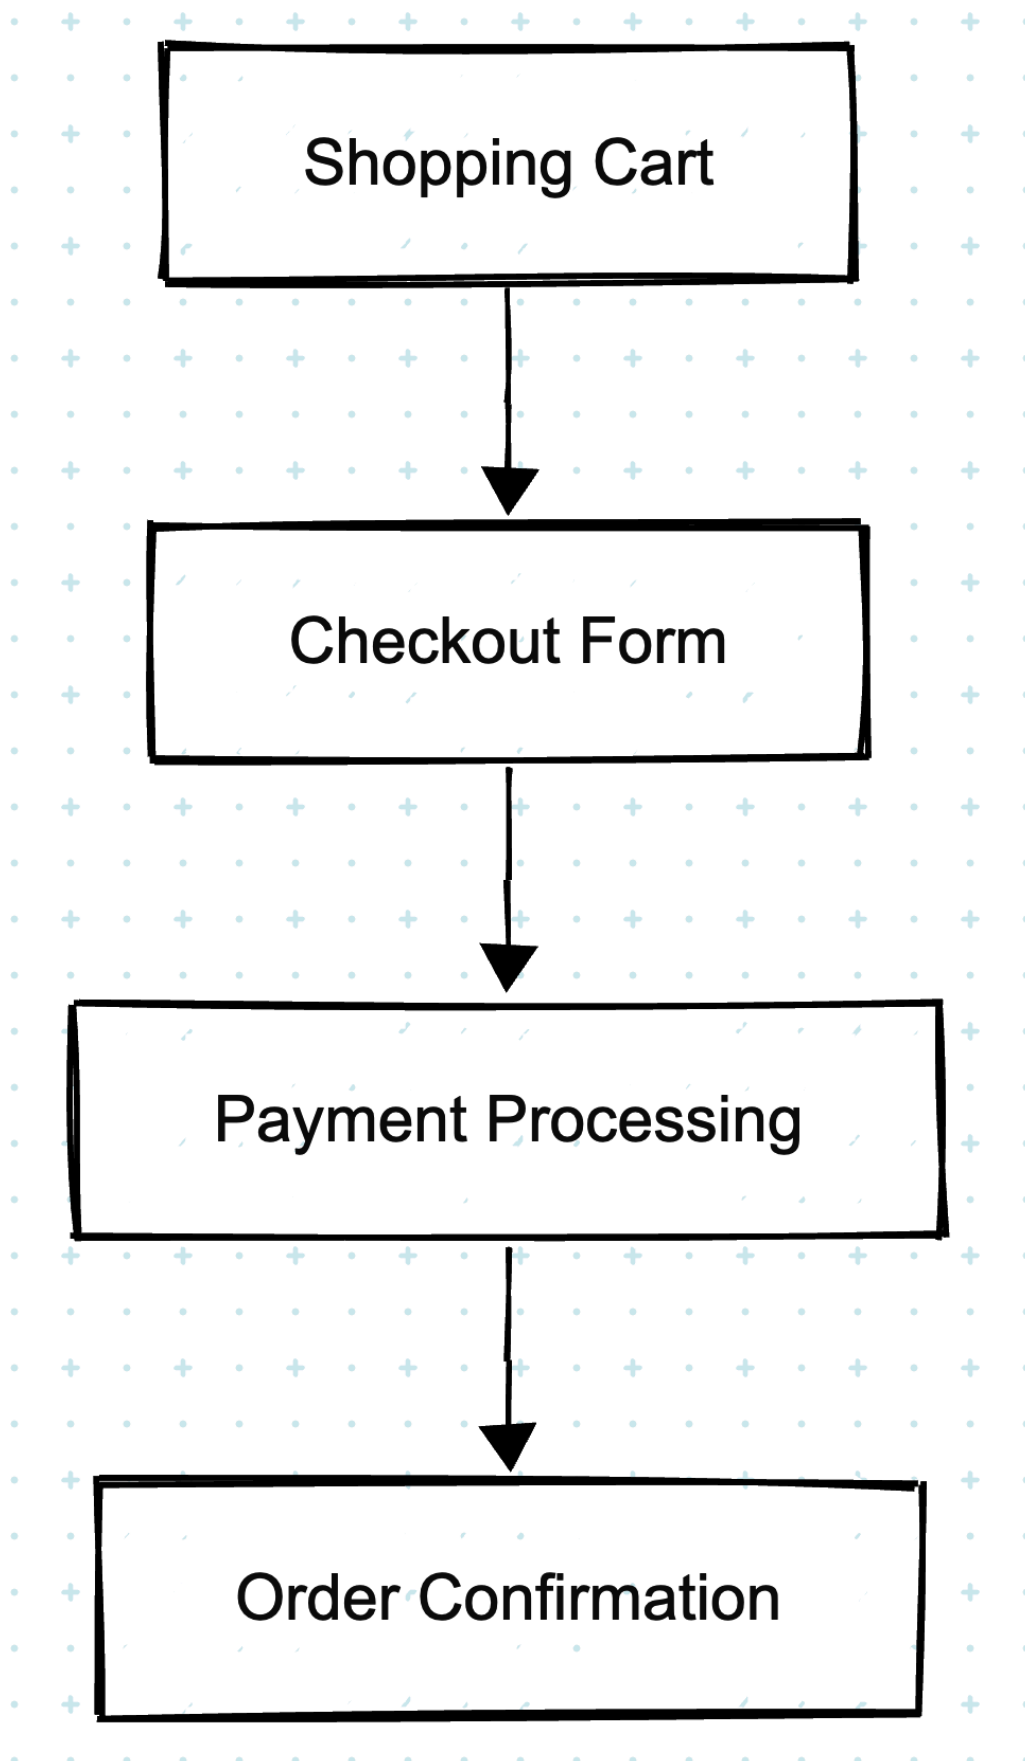 Shopping Cart
Checkout Form
Payment Processing
Order Confirmation